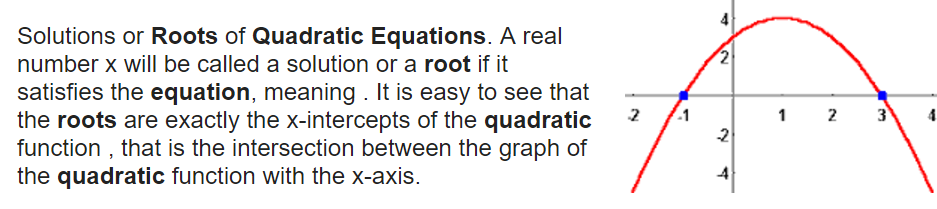 Solutions or Roots of Quadratic Equations. A real
number x will be called a solution or a root if it
satisfies the equation, meaning . It is easy to see that
the roots are exactly the x-intercepts of the quadratic
function , that is the intersection between the graph of
the quadratic function with the x-axis.
4
2
-2 -1 1 2 3 4
-2
-4